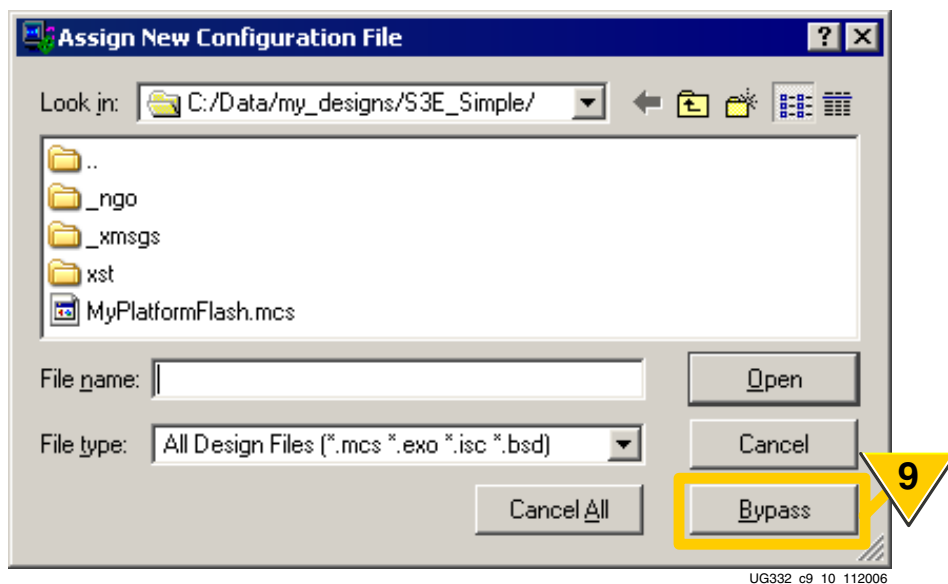 Assign New Configuration File
Look in: C:/Data/my_designs/S3E_Simple/
..
_ngo
_xmsgs
xst
MyPlatformFlash.mcs
File name: Open
File type: All Design Files (*.mcs *.exo *.isc *.bsd) Cancel
9
Cancel All Bypass
UG332_c9_10_112006